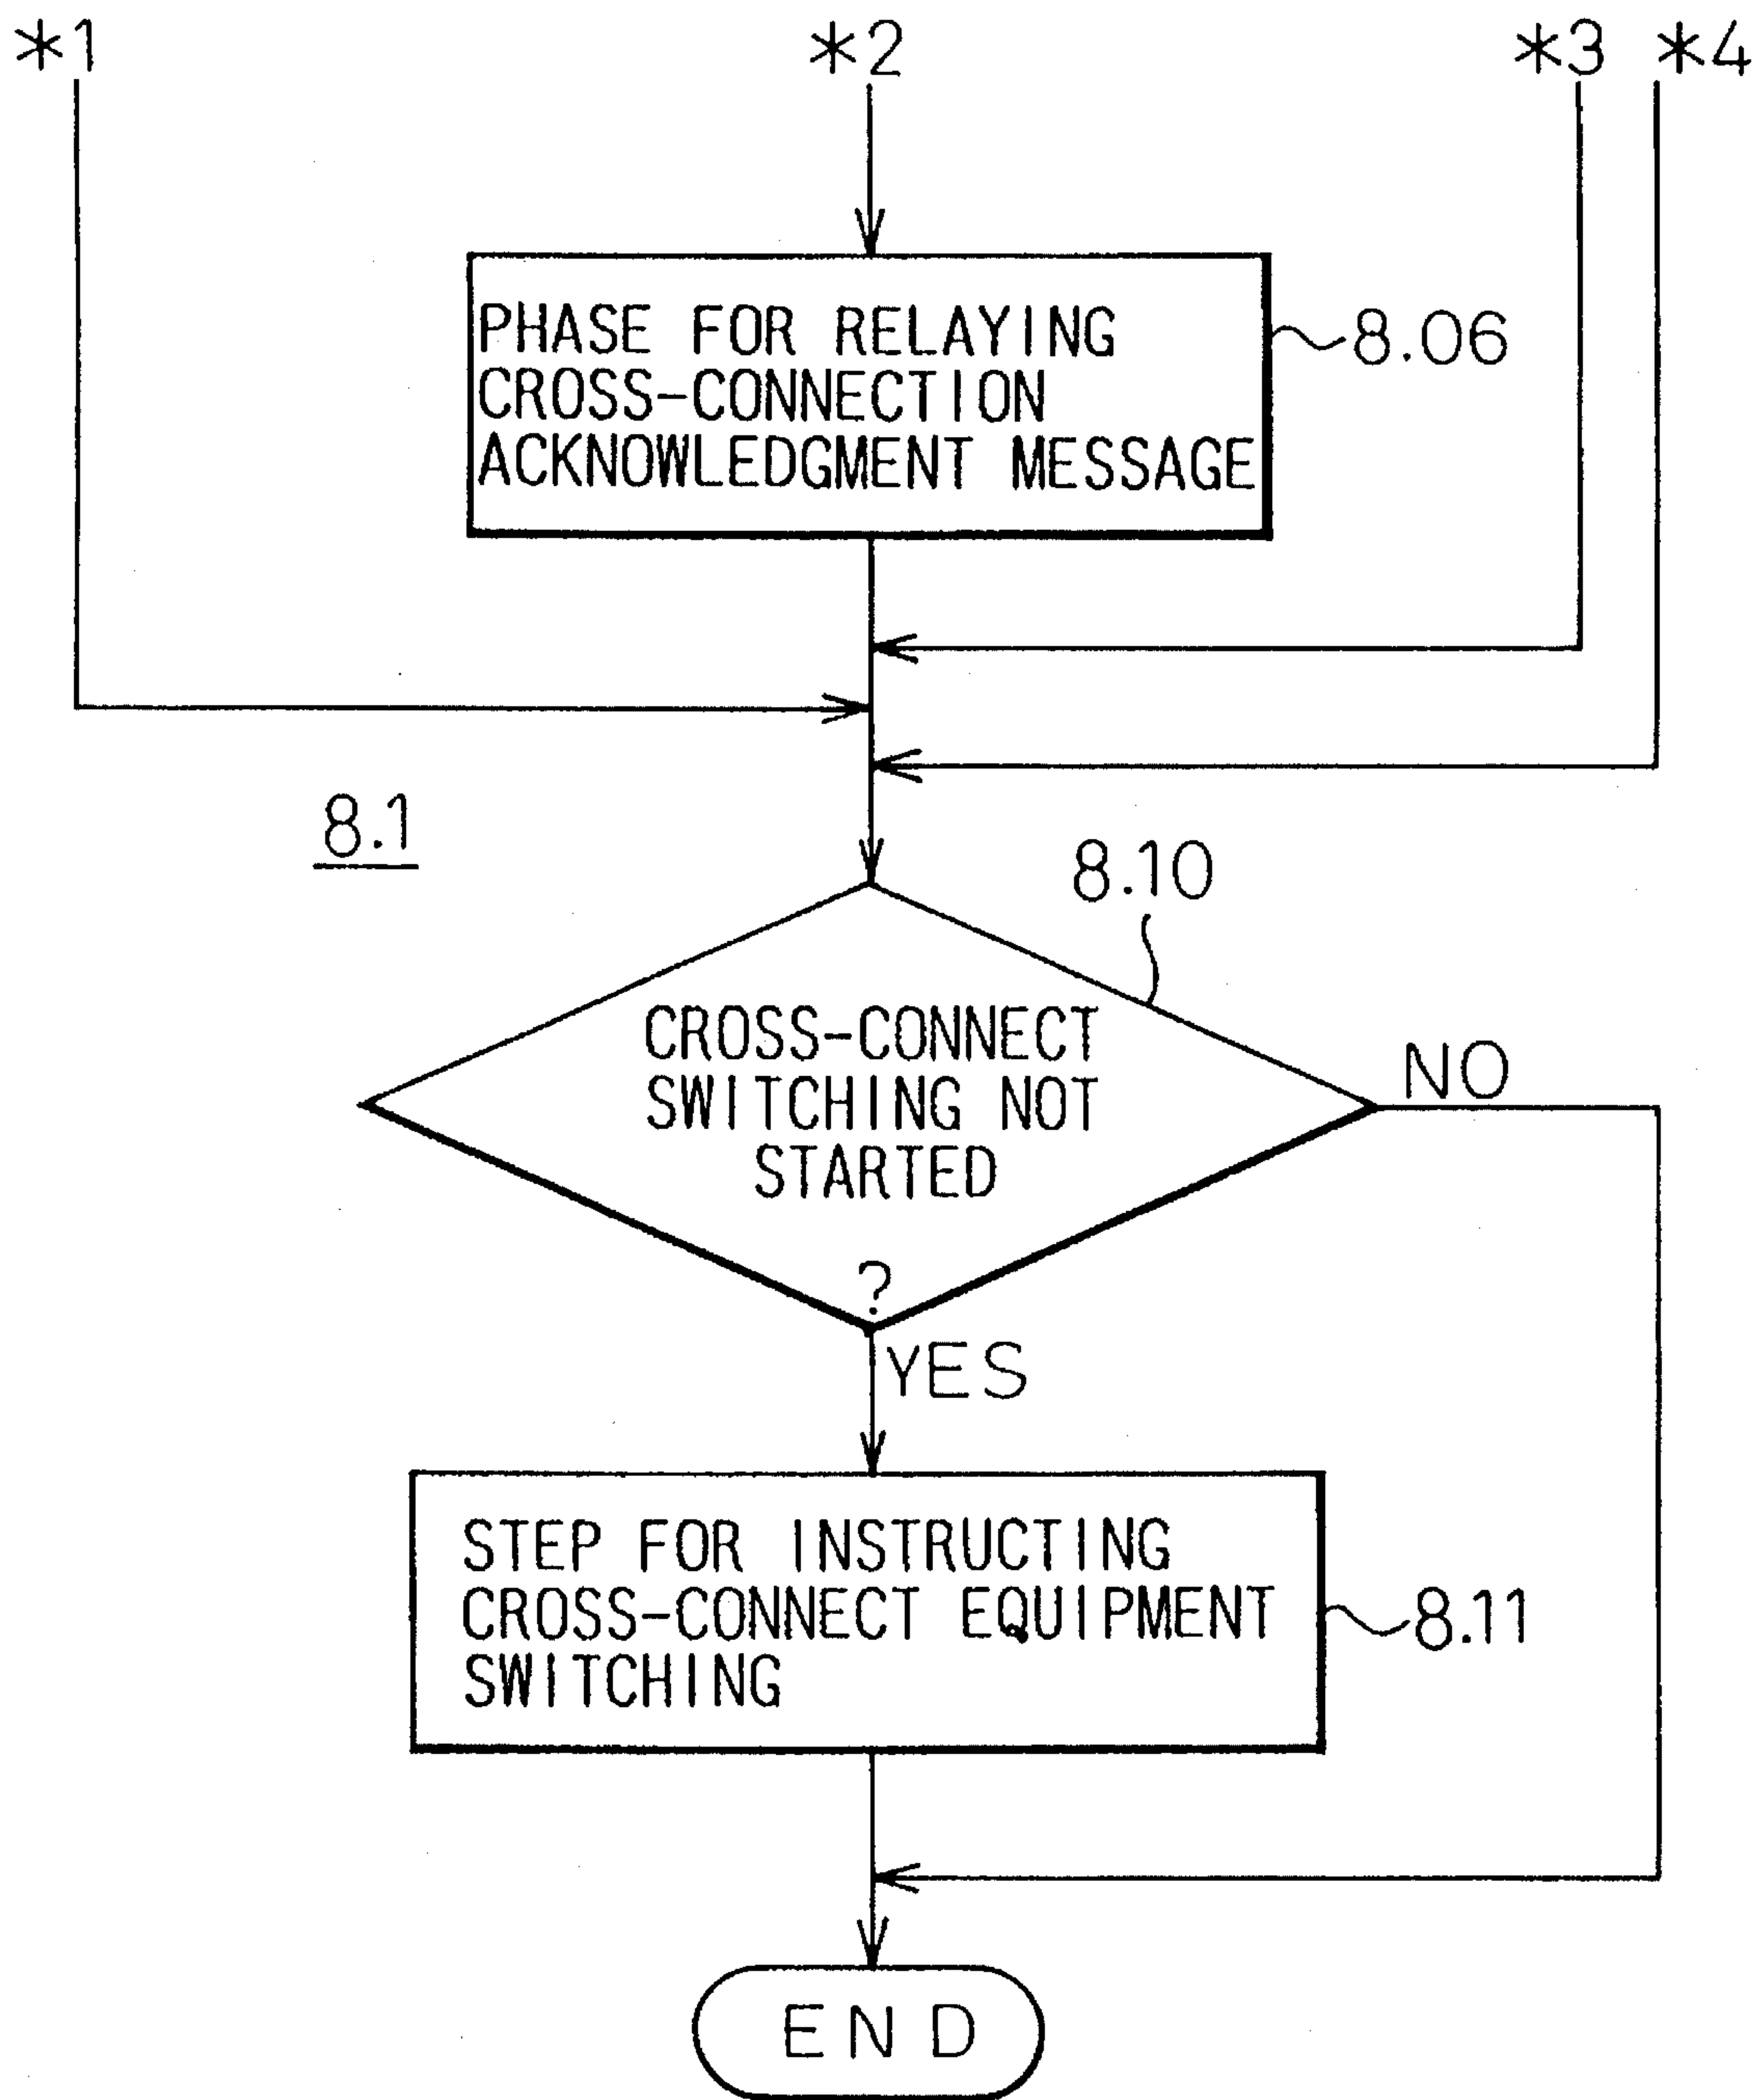 *1
*2
*3
*4
PHASE FOR RELAYING
CROSS-CONNECTION
ACKNOWLEDGMENT MESSAGE
8.06
8.1
8.10
CROSS-CONNECT
SWITCHING NOT
STARTED
?
NO
YES
STEP FOR INSTRUCTING
CROSS-CONNECT EQUIPMENT
SWITCHING
8.11
END